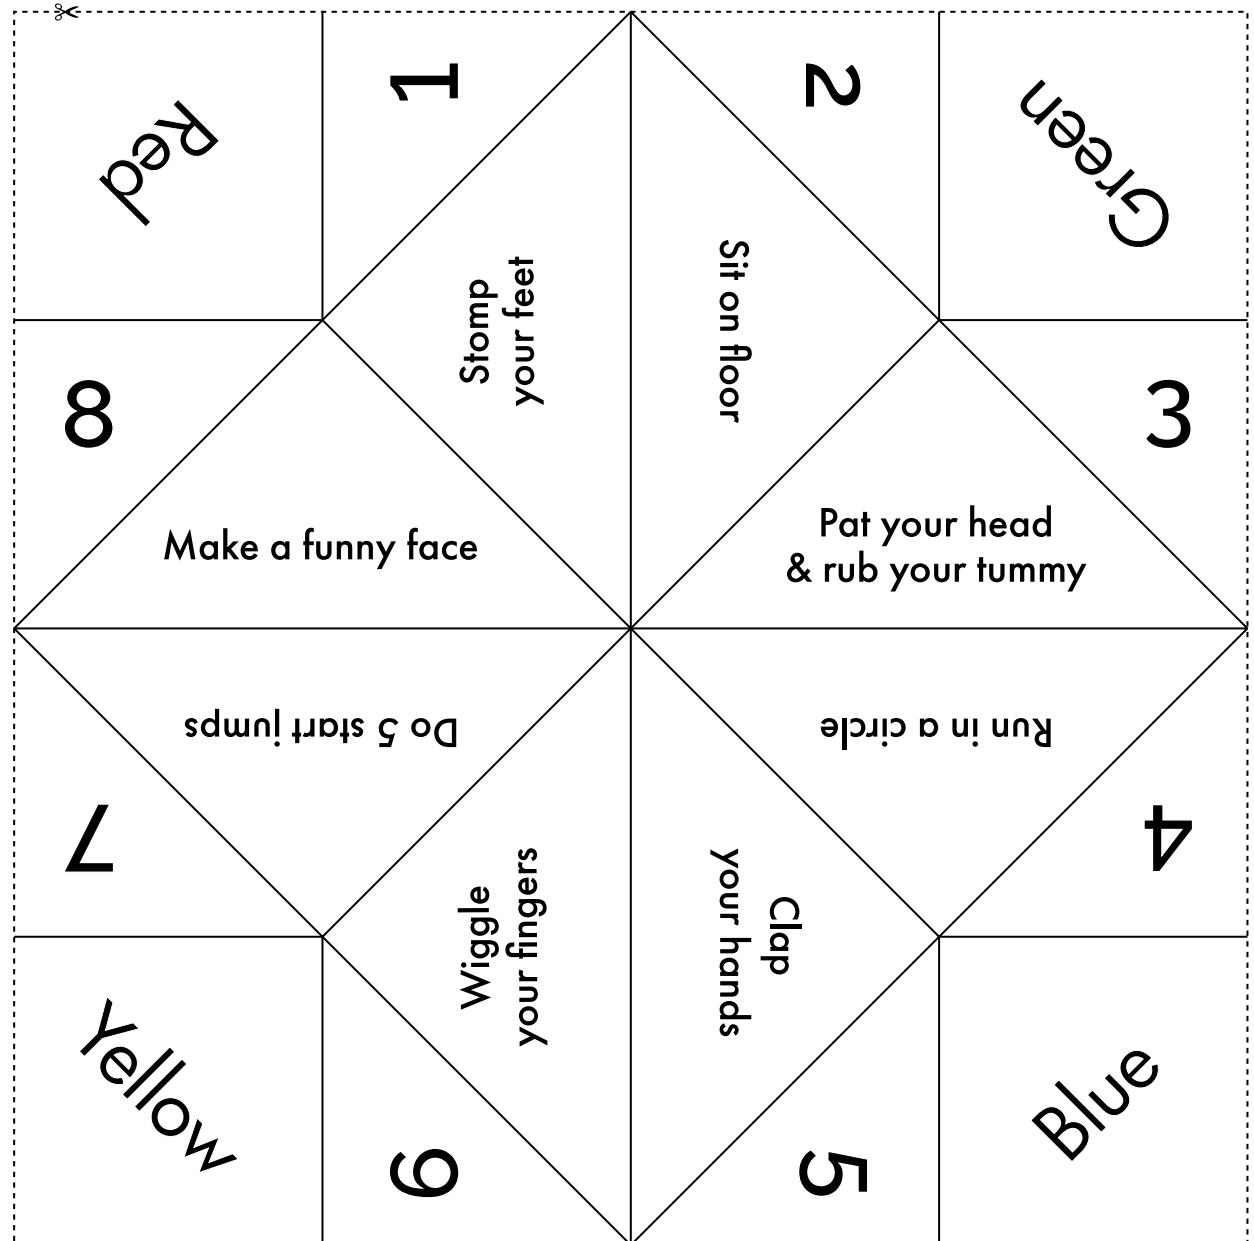 Red
1
2
Green
Stomp
your feet
Sit on floor
8
3
Make a funny face
Pat your head
& rub your tummy
Do 5 start jumps
Run in a circle
7
4
Wiggle
your fingers
Clap
your hands
Yellow
6
5
Blue